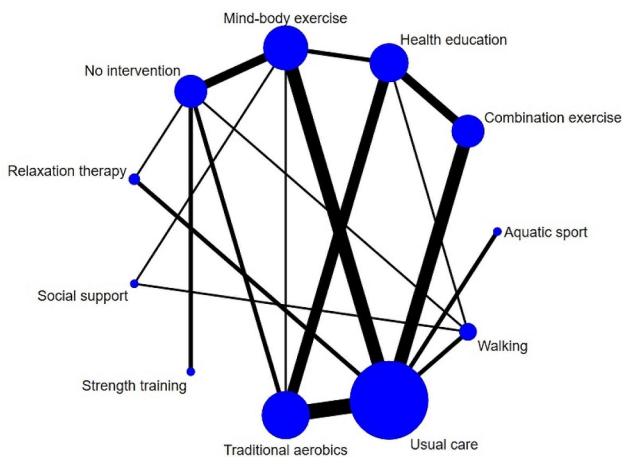 Mind-body exercise
Health education
No intervention
Combination exercise
Relaxation therapy
Aquatic sport
Social support
Walking
Strength training
Traditional aerobics
Usual care